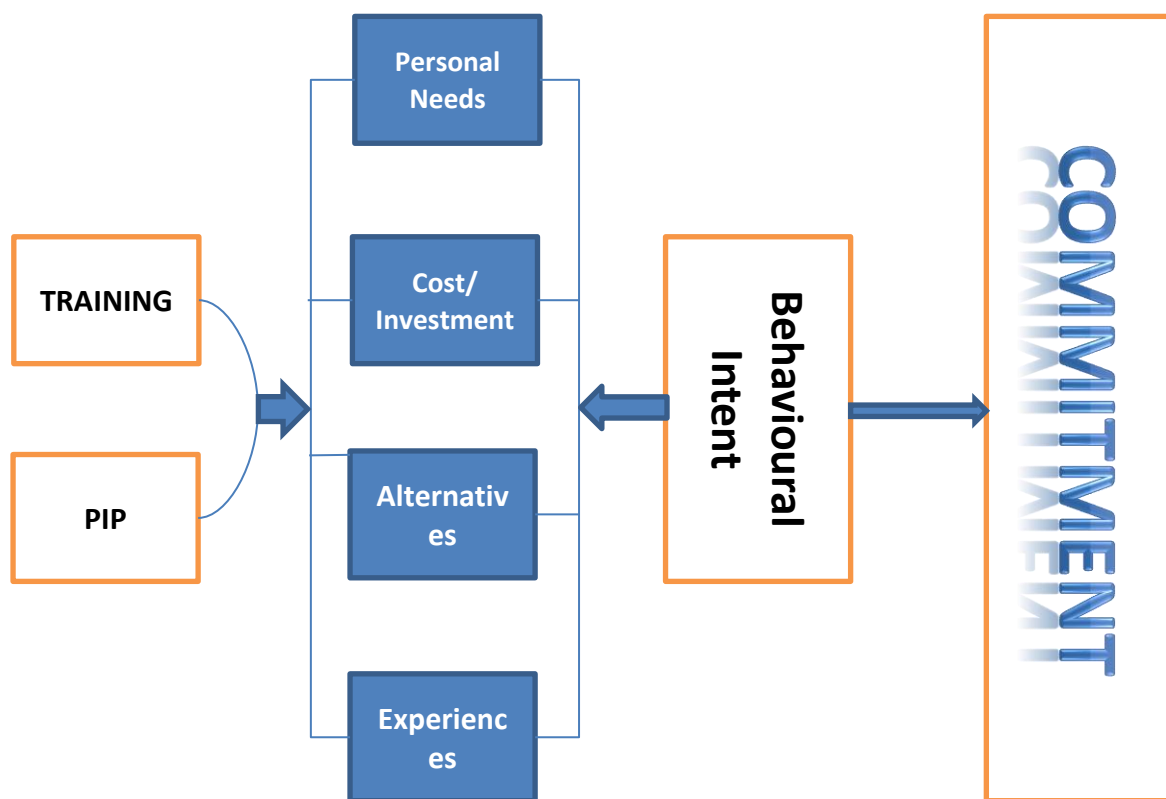 Personal
Needs
TRAINING
Cost/
Investment
PIP
Alternativ
es
Experienc
es
Behavioural
Intent
COMMITMENT